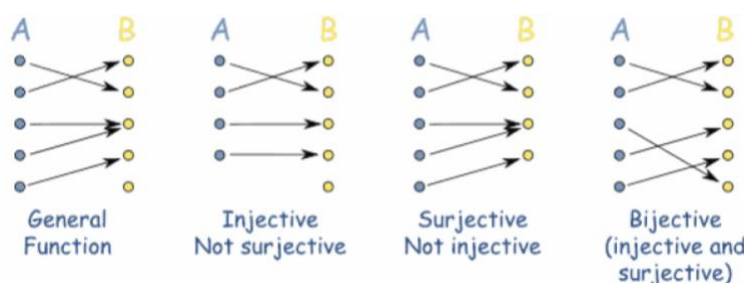 A B
General
Function
A B
Injective
Not surjective
A B
Surjective
Not injective
A B
Bijective
(injective and
surjective)